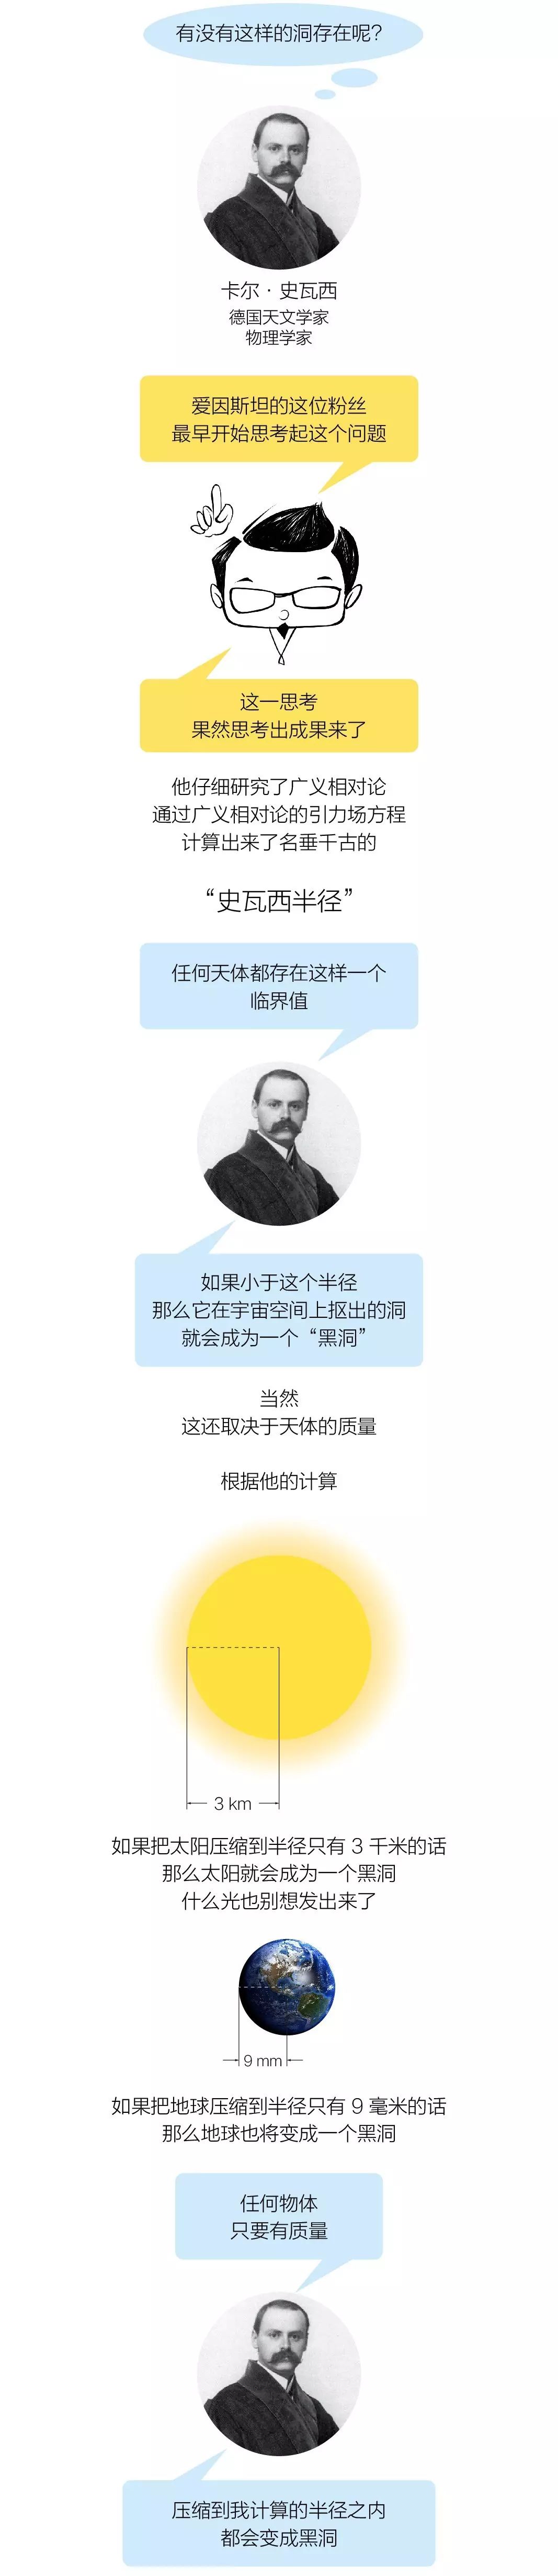 有没有这样的洞存在呢?
卡尔·史瓦西
德国天文学家
物理学家
爱因斯坦的这位粉丝
最早开始思考起这个问题
这一思考
果然思考出成果来了
他仔细研究了广义相对论
通过广义相对论的引力场方程
计算出来了名垂千古的
“史瓦西半径”
任何天体都存在这样一个
临界值
如果小于这个半径
那么它在宇宙空间上抠出的洞
就会成为一个“黑洞”
当然
这还取决于天体的质量
根据他的计算
3 km
如果把太阳压缩到半径只有 3 千米的话
那么太阳就会成为一个黑洞
什么光也别想发出来了
9 mm
如果把地球压缩到半径只有 9 毫米的话
那么地球也将变成一个黑洞
任何物体
只要有质量
压缩到我计算的半径之内
都会变成黑洞